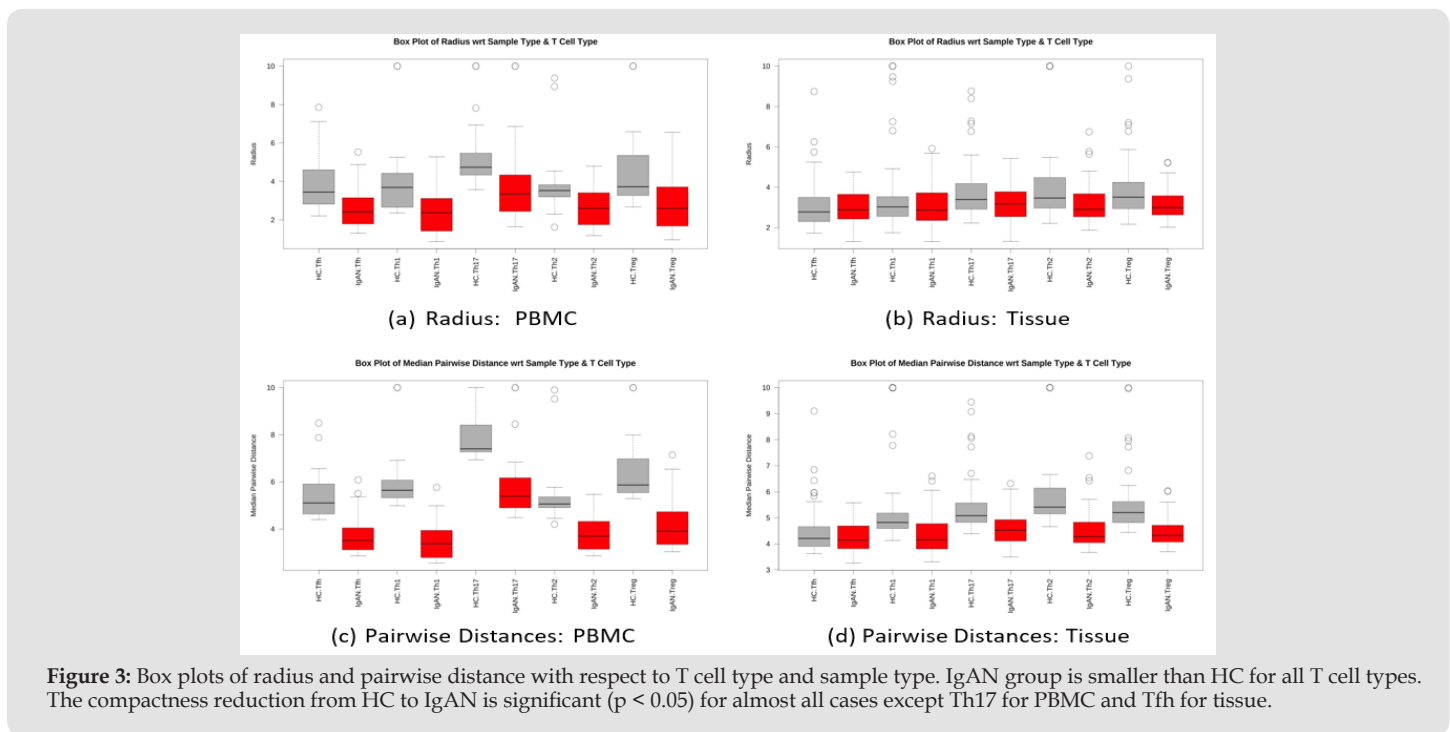 Box Plot of Radius wrt Sample Type & T Cell Type
Radius
10
8
6
4
2
HC.Tfh
IgAN.Tfh
HC.Th1
IgAN.Th1
HC.Th17
IgAN.Th17
HC.Th2
IgAN.Th2
HC.Treg
IgAN.Treg
(a) Radius: PBMC
Box Plot of Radius wrt Sample Type & T Cell Type
Radius
10
8
6
4
2
HC.Tfh
IgAN.Tfh
HC.Th1
IgAN.Th1
HC.Th17
IgAN.Th17
HC.Th2
IgAN.Th2
HC.Treg
IgAN.Treg
(b) Radius: Tissue
Box Plot of Median Pairwise Distance wrt Sample Type & T Cell Type
Median Pairwise Distance
10
8
6
4
HC.Tfh
IgAN.Tfh
HC.Th1
IgAN.Th1
HC.Th17
IgAN.Th17
HC.Th2
IgAN.Th2
HC.Treg
IgAN.Treg
(c) Pairwise Distances: PBMC
Box Plot of Median Pairwise Distance wrt Sample Type & T Cell Type
Median Pairwise Distance
10
9
8
7
6
5
4
3
HC.Tfh
IgAN.Tfh
HC.Th1
IgAN.Th1
HC.Th17
IgAN.Th17
HC.Th2
IgAN.Th2
HC.Treg
IgAN.Treg
(d) Pairwise Distances: Tissue
Figure 3: Box plots of radius and pairwise distance with respect to T cell type and sample type. IgAN group is smaller than HC for all T cell types.
The compactness reduction from HC to IgAN is significant (p < 0.05) for almost all cases except Th17 for PBMC and Tfh for tissue.